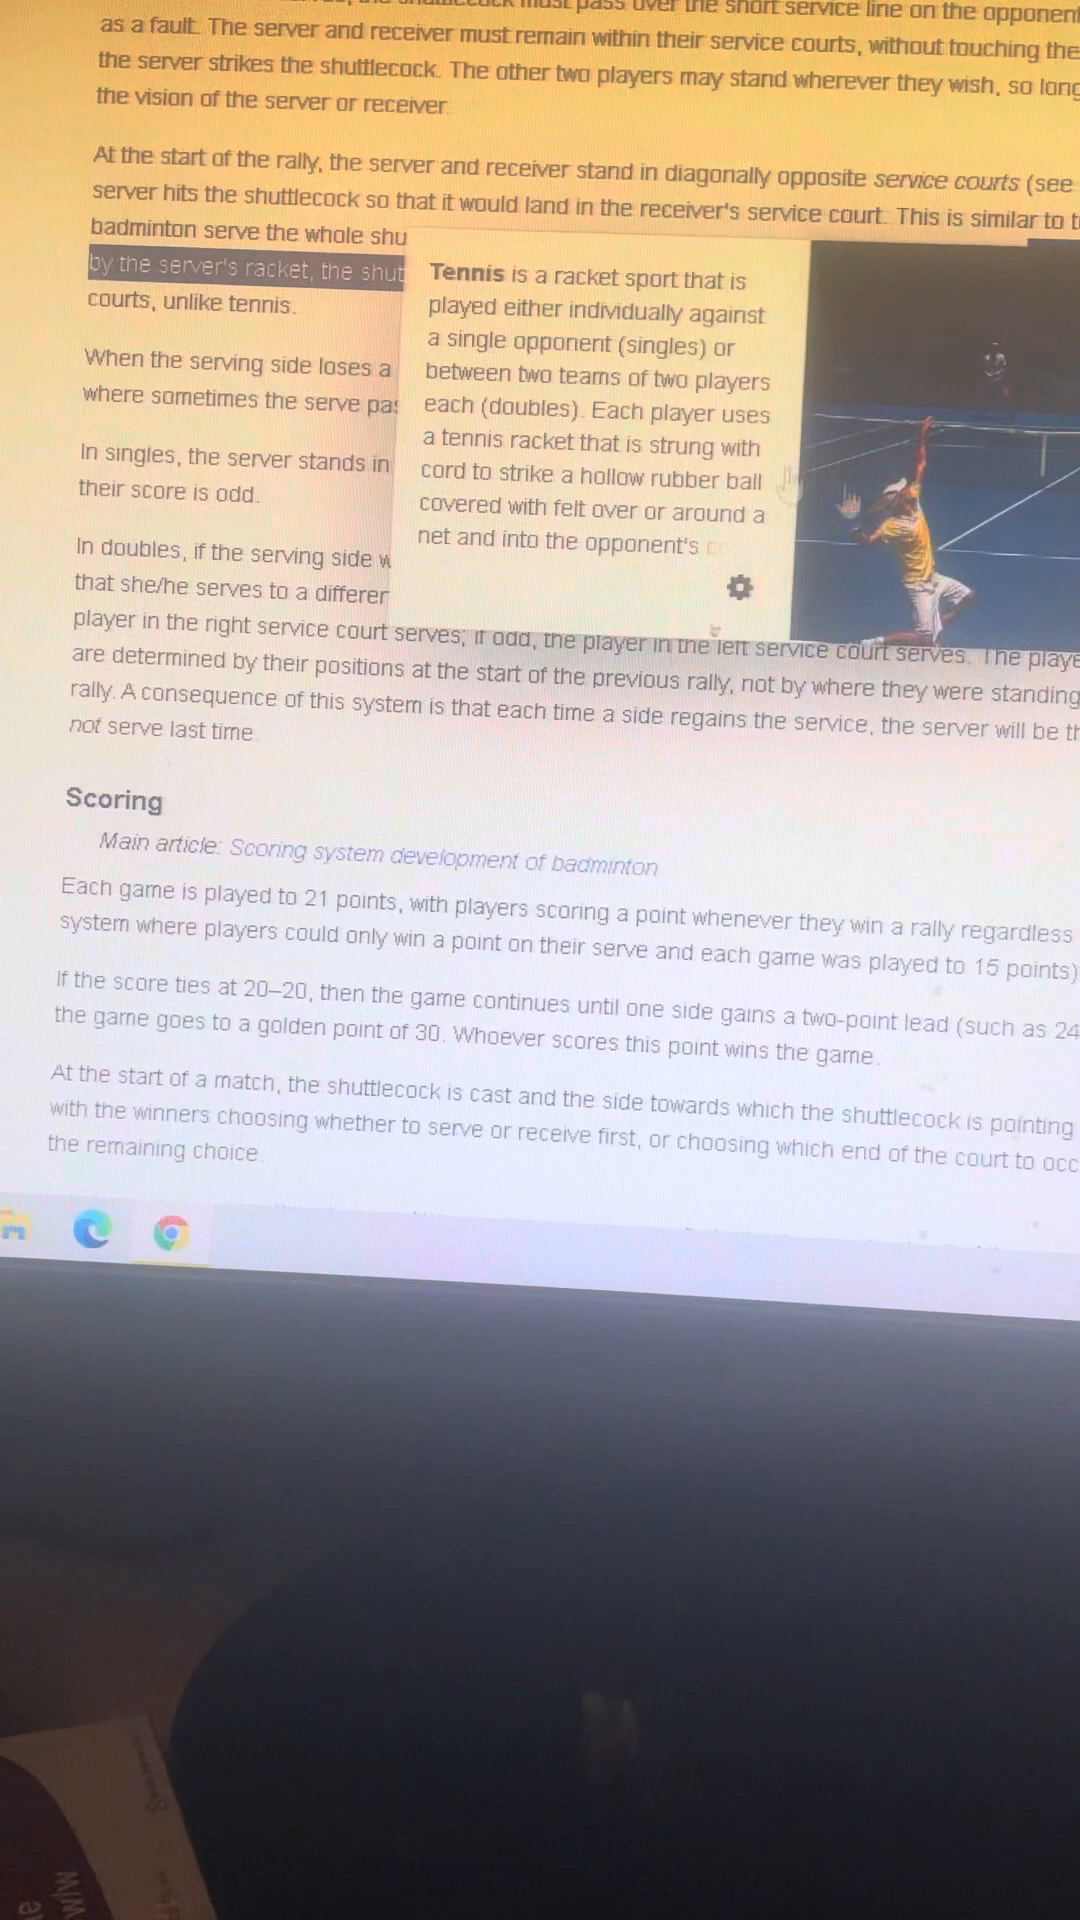 must pass over the short service line on the opponent
as a fault. The server and receiver must remain within their service courts, without touching the
the server strikes the shuttlecock. The other two players may stand wherever they wish, so long
the vision of the server or receiver.
At the start of the rally, the server and receiver stand in diagonally opposite service courts (see
server hits the shuttlecock so that it would land in the receiver's service court. This is similar to t
badminton serve the whole shu
by the server's racket, the shut
courts, unlike tennis.
When the serving side loses a
where sometimes the serve pas
In singles, the server stands in
their score is odd.
In doubles, if the serving side w
that she/he serves to a differer
Tennis is a racket sport that is
played either individually against
a single opponent (singles) or
between two teams of two players
each (doubles). Each player uses
a tennis racket that is strung with
cord to strike a hollow rubber ball
covered with felt over or around a
net and into the opponent's c
player in the right service court serves; if odd, the player in the left service court serves. The playe
are determined by their positions at the start of the previous rally, not by where they were standing
rally. A consequence of this system is that each time a side regains the service, the server will be th
not serve last time.
Scoring
Main article: Scoring system development of badminton
Each game is played to 21 points, with players scoring a point whenever they win a rally regardless
system where players could only win a point on their serve and each game was played to 15 points)
If the score ties at 20–20, then the game continues until one side gains a two-point lead (such as 24
the game goes to a golden point of 30. Whoever scores this point wins the game.
At the start of a match, the shuttlecock is cast and the side towards which the shuttlecock is pointing
with the winners choosing whether to serve or receive first, or choosing which end of the court to occ
the remaining choice.